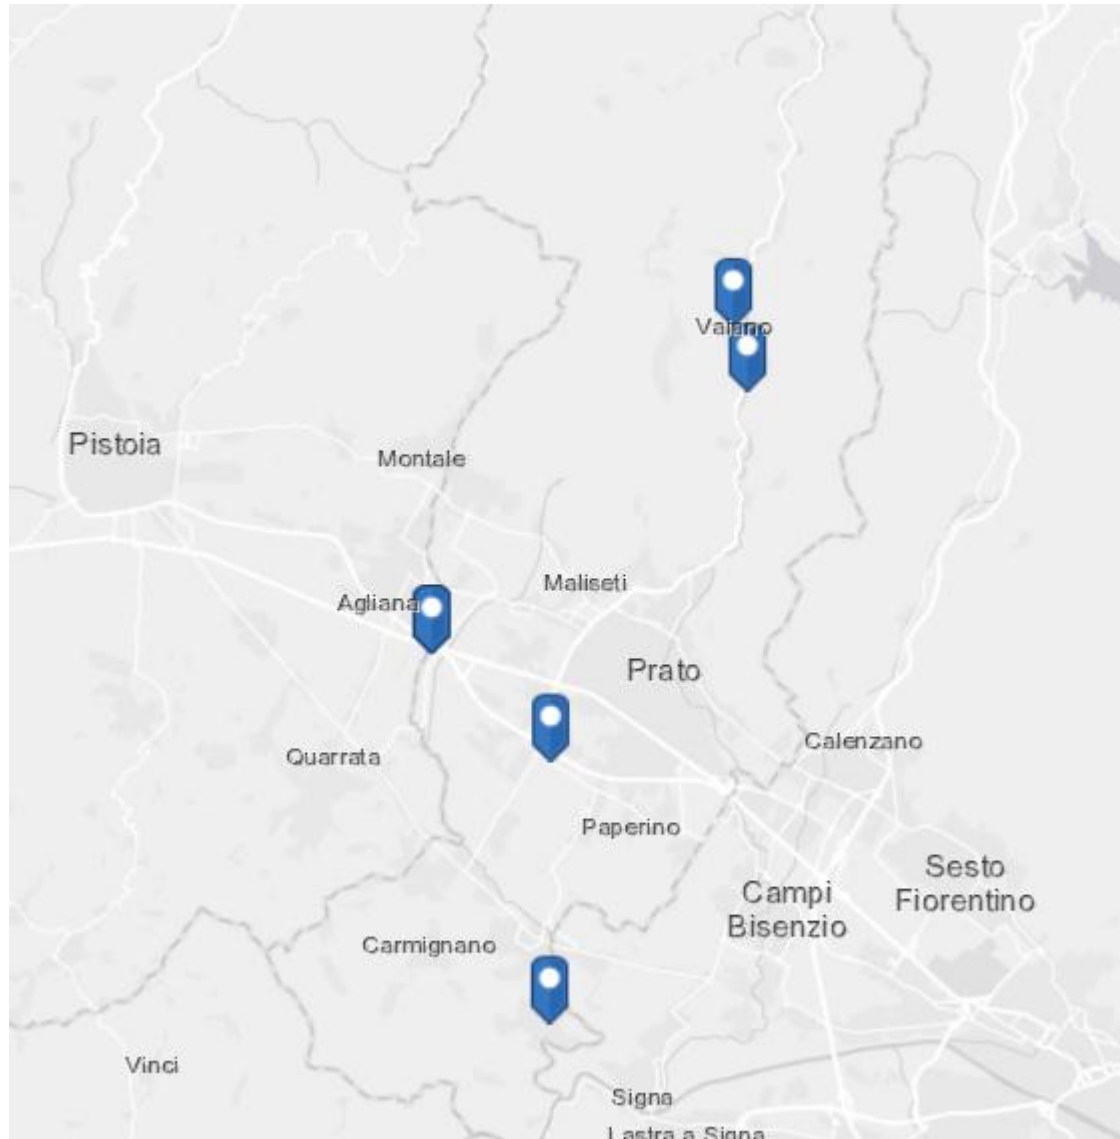 Vaiano
Pistoia
Montale
Maliseti
Agliana
Prato
Calenzano
Quarrata
Paperino
Sesto
Fiorentino
Campi
Bisenzio
Carmignano
Vinci
Signa
Lastra a Signa